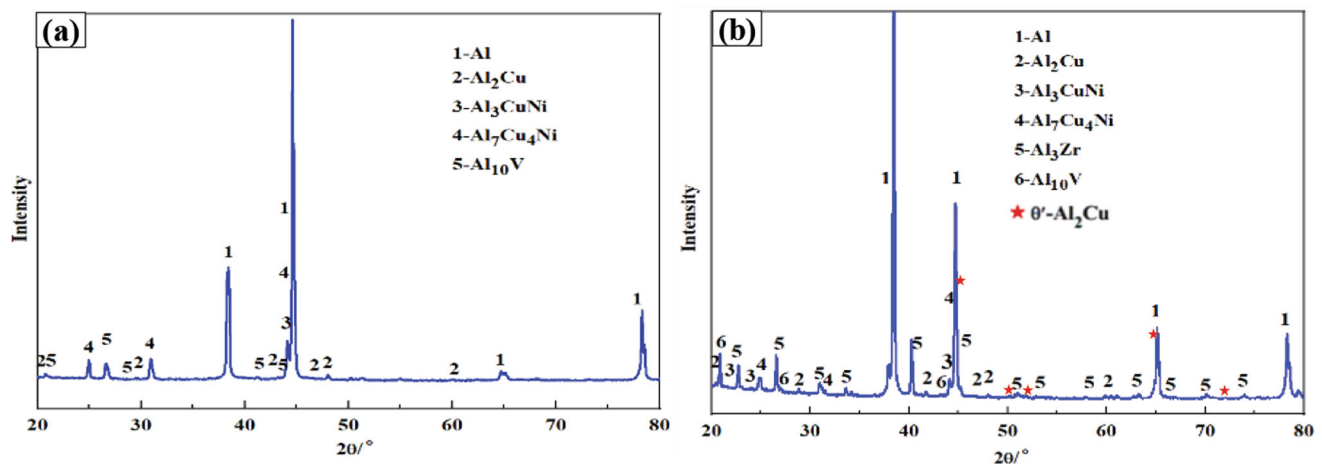 (a)
1-Al
2-Al₂Cu
3-Al₃CuNi
4-Al₇Cu₄Ni
5-Al₁₀V
Intensity
1
1
4
3
1
4 5 5 2 4 5 2 5 2 2 2 1
25
20 30 40 50 60 70 80
2θ/°
(b)
1-Al
2-Al₂Cu
3-Al₃CuNi
4-Al₇Cu₄Ni
5-Al₃Zr
6-Al₁₀V
★ θ′-Al₂Cu
Intensity
1 1
★
4
1 1
★
6 5 5 5 5
3 5
2 3 3 4 6 2 5 4 5 2 6 2 2 ★ 5 ★ 5 5 2 5 5 5 ★ 5
20 30 40 50 60 70 80
2θ/°